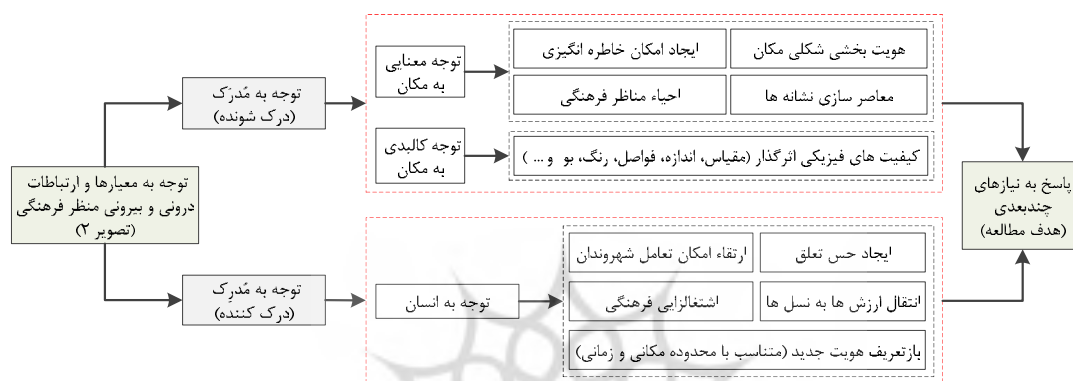 توجه به معیارها و ارتباطات
درونی و بیرونی منظر فرهنگی
(تصویر ۲)
توجه به مُدرَک
(درک شونده)
توجه معنایی
به مکان
ایجاد امکان خاطره انگیزی
هویت بخشی شکلی مکان
احیاء مناظر فرهنگی
معاصر سازی نشانه ها
توجه کالبدی
به مکان
کیفیت های فیزیکی اثرگذار (مقیاس، اندازه، فواصل، رنگ، بو و ... )
توجه به مُدرِک
(درک کننده)
توجه به انسان
ارتقاء امکان تعامل شهروندان
ایجاد حس تعلق
اشتغالزایی فرهنگی
انتقال ارزش ها به نسل ها
بازتعریف هویت جدید (متناسب با محدوده مکانی و زمانی)
پاسخ به نیازهای
چندبعدی
(هدف مطالعه)